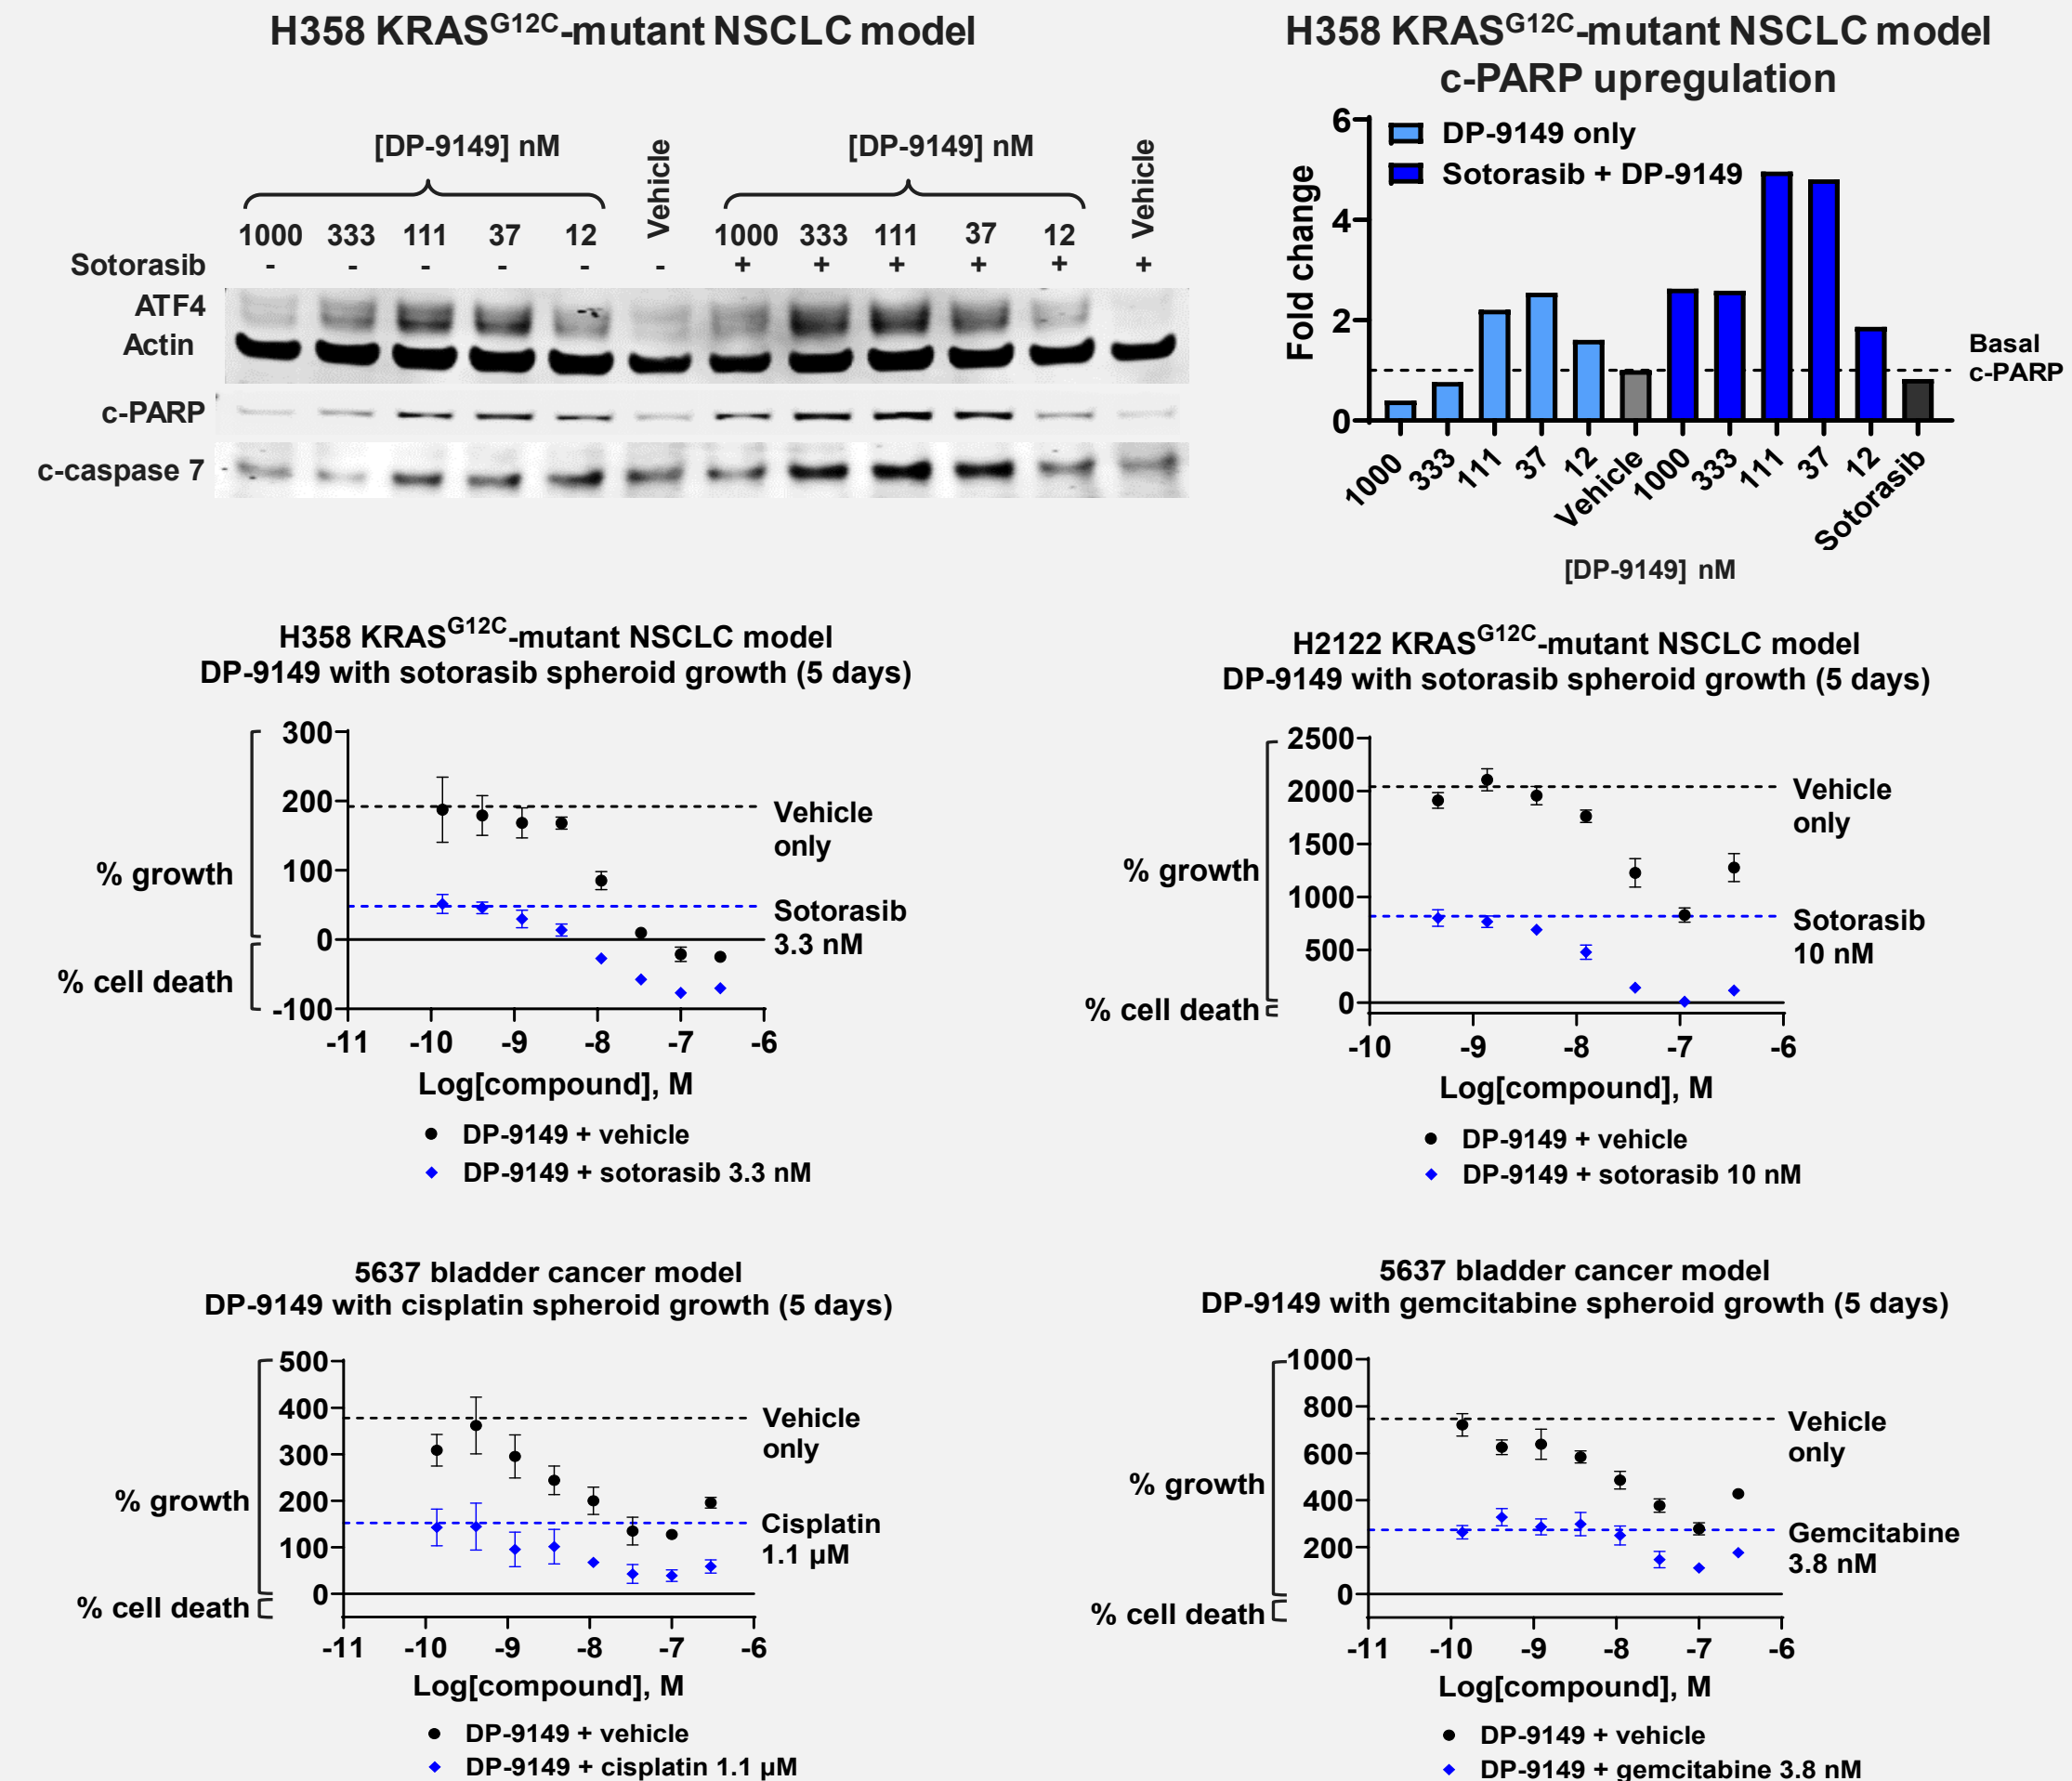 H358 KRASG12C-mutant NSCLC model
[DP-9149] nM
Vehicle
[DP-9149] nM
Vehicle
1000 333 111 37 12 1000 333 111 37 12
Sotorasib - - - - - - + + + + + +
ATF4
Actin
c-PARP
c-caspase 7
H358 KRASG12C-mutant NSCLC model
c-PARP upregulation
DP-9149 only
Sotorasib + DP-9149
Fold change
6
4
2
0
Basal
c-PARP
1000 333 111 37 12 Vehicle 1000 333 111 37 12 Sotorasib
[DP-9149] nM
H358 KRASG12C-mutant NSCLC model
DP-9149 with sotorasib spheroid growth (5 days)
300
200
100
0
-100
% growth
% cell death
Vehicle
only
Sotorasib
3.3 nM
-11 -10 -9 -8 -7 -6
Log[compound], M
DP-9149 + vehicle
DP-9149 + sotorasib 3.3 nM
H2122 KRASG12C-mutant NSCLC model
DP-9149 with sotorasib spheroid growth (5 days)
2500
2000
1500
1000
500
0
% growth
% cell death
Vehicle
only
Sotorasib
10 nM
-10 -9 -8 -7 -6
Log[compound], M
DP-9149 + vehicle
DP-9149 + sotorasib 10 nM
5637 bladder cancer model
DP-9149 with cisplatin spheroid growth (5 days)
500
400
300
200
100
0
% growth
% cell death
Vehicle
only
Cisplatin
1.1 µM
-11 -10 -9 -8 -7 -6
Log[compound], M
DP-9149 + vehicle
DP-9149 + cisplatin 1.1 µM
5637 bladder cancer model
DP-9149 with gemcitabine spheroid growth (5 days)
1000
800
600
400
200
0
% growth
% cell death
Vehicle
only
Gemcitabine
3.8 nM
-11 -10 -9 -8 -7 -6
Log[compound], M
DP-9149 + vehicle
DP-9149 + gemcitabine 3.8 nM